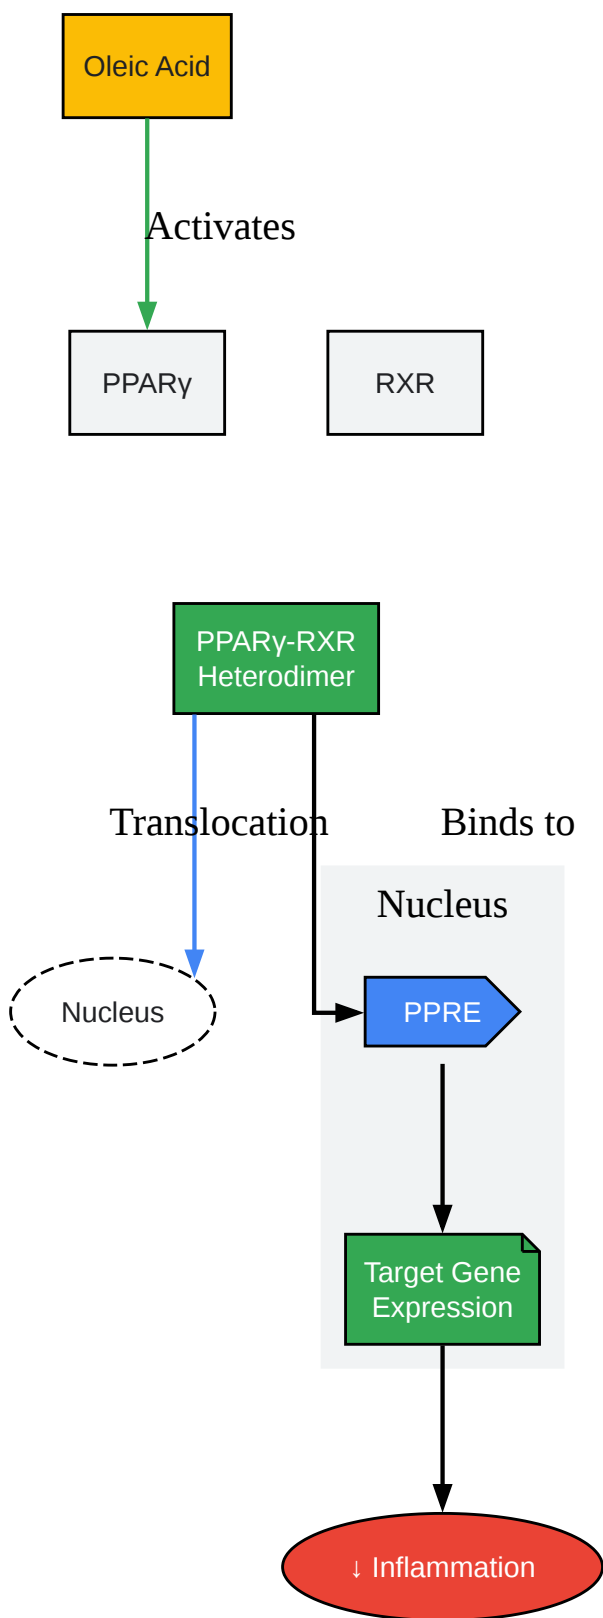 Oleic Acid
Activates
PPARγ
RXR
PPARγ-RXR
Heterodimer
Translocation
Binds to
Nucleus
Nucleus
PPRE
Target Gene
Expression
↓ Inflammation